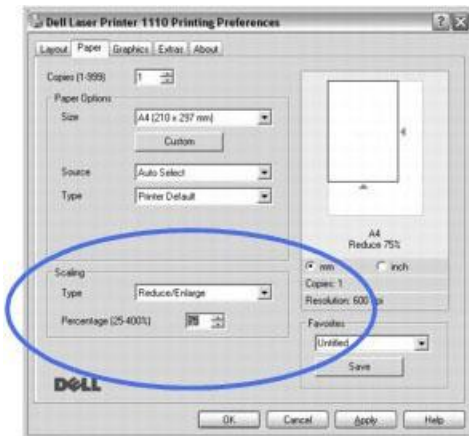 Dell Laser Printer 1110 Printing Preferences
Layout Paper Graphics Extras About
Copies (1-999) 1
Paper Options
Size A4 (210 x 297 mm)
Custom
Source Auto Select
Type Printer Default
A4
Reduce 75%
mm inch
Copies: 1
Resolution: 600 dpi
Scaling
Type Reduce/Enlarge
Percentage (25-400%) 75
Favorites
Untitled
Save
DELL
OK Cancel Apply Help